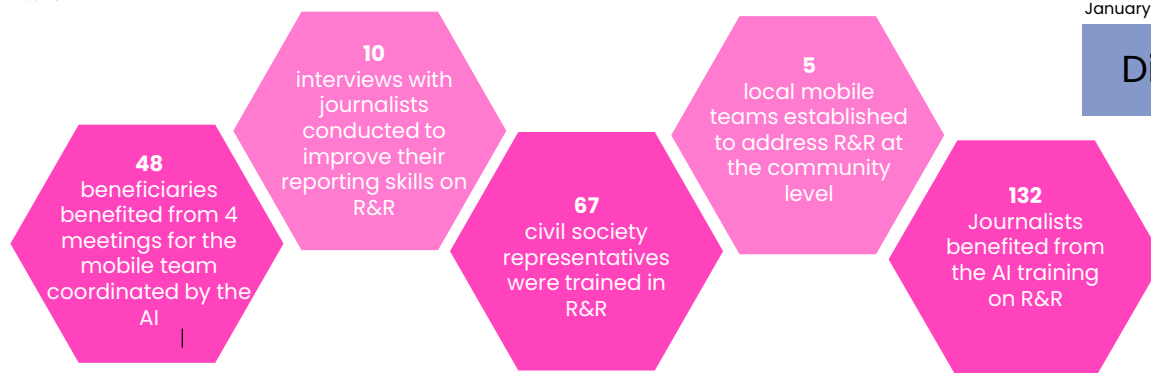 48
beneficiaries
benefited from 4
meetings for the
mobile team
coordinated by the
AI
10
interviews with
journalists
conducted to
improve their
reporting skills on
R&R
67
civil society
representatives
were trained in
R&R
5
local mobile
teams established
to address R&R at
the community
level
132
Journalists
benefited from
the AI training
on R&R
January